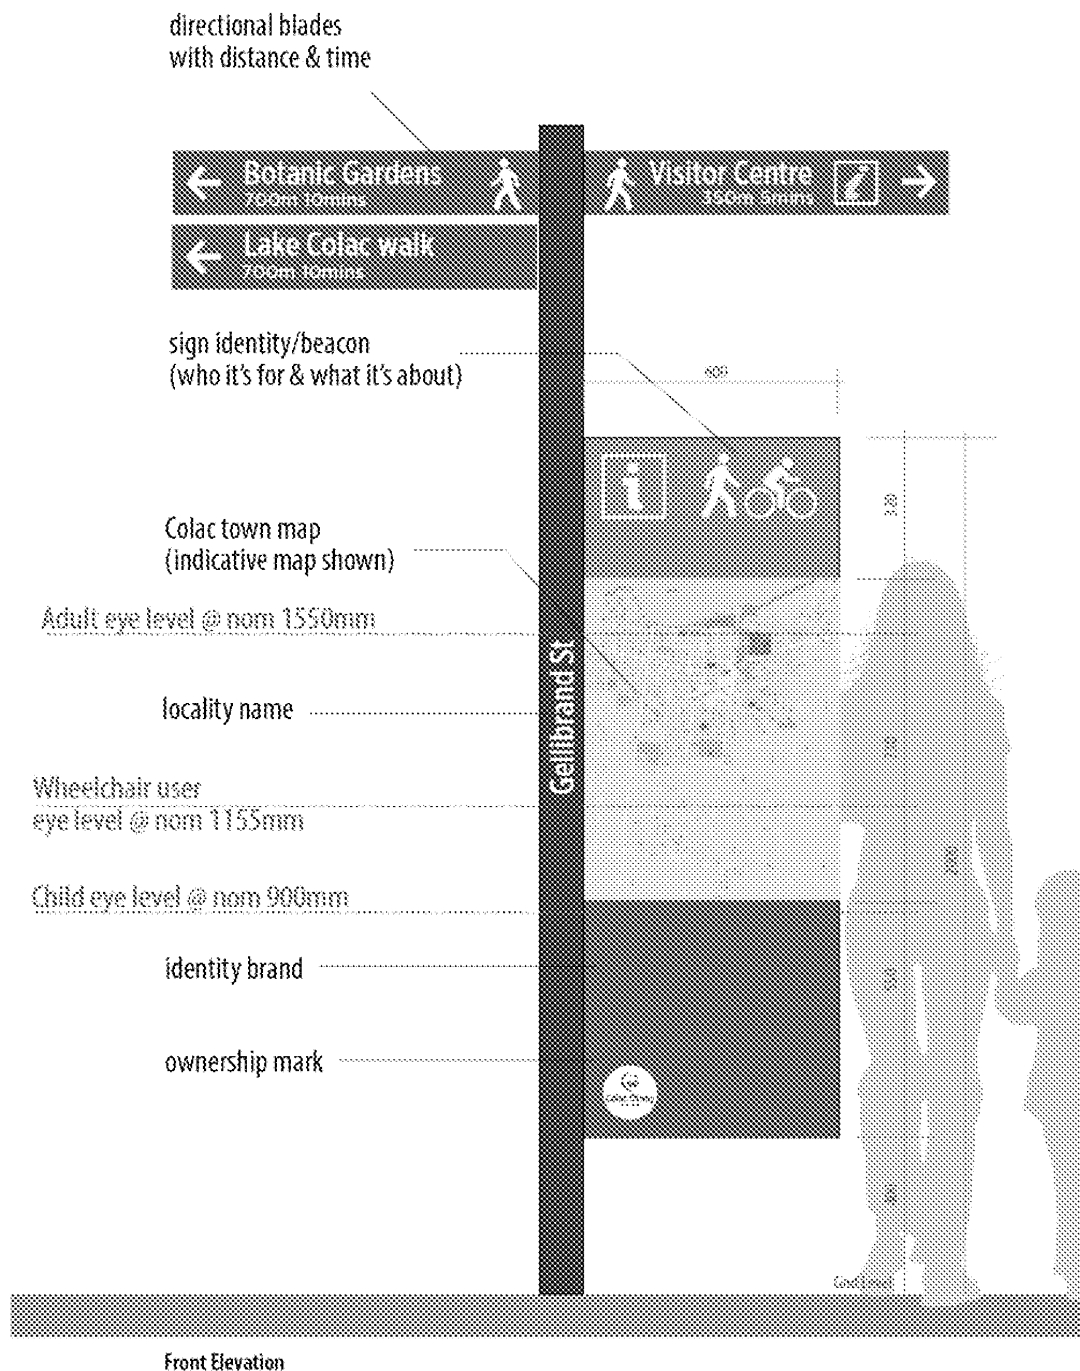 directional blades
with distance & time
Botanic Gardens
700m 10mins
Visitor Centre
350m 5mins
Lake Colac walk
700m 10mins
sign identity/beacon
(who it's for & what it's about)
600
i
i
320
Colac town map
(indicative map shown)
Adult eye level @ nom 1550mm
Gellibrand St
locality name
Wheelchair user
eye level @ nom 1155mm
Child eye level @ nom 900mm
identity brand
ownership mark
Gnd Level
Front Elevation